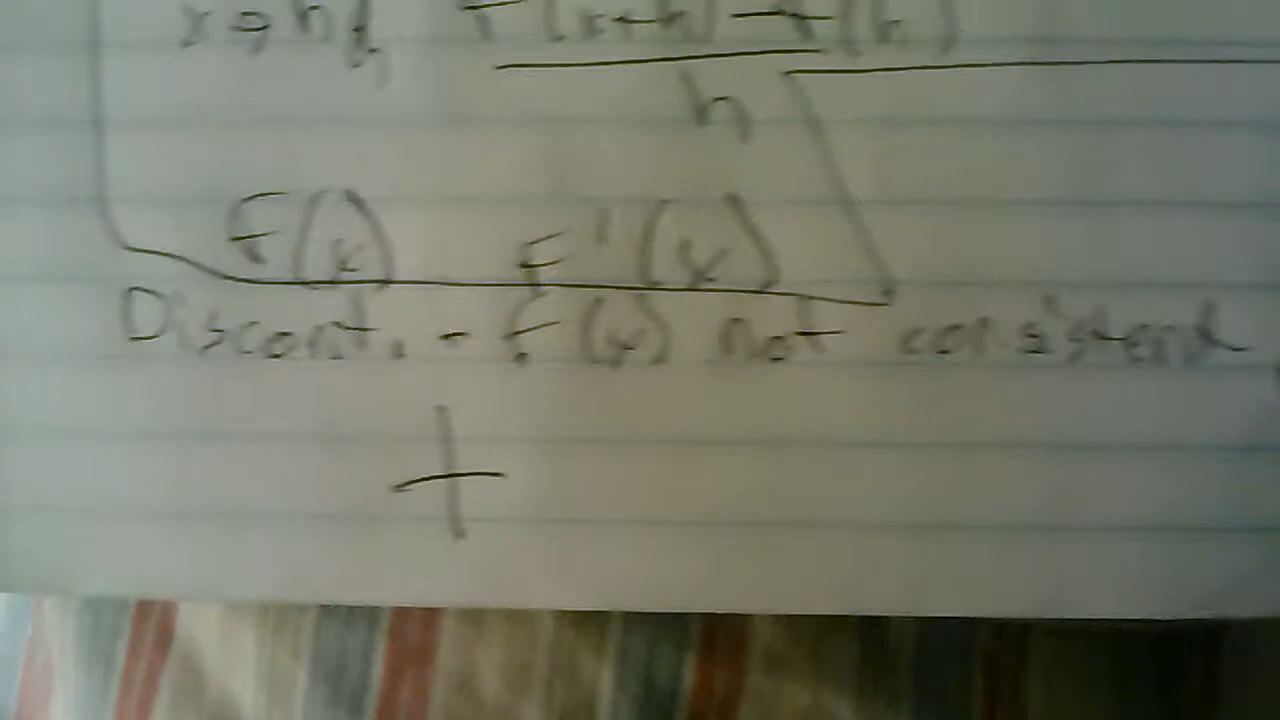 F(x+h)-f(h)
h
F(x) F'(x)
Discont. - f(x) not consistent
+